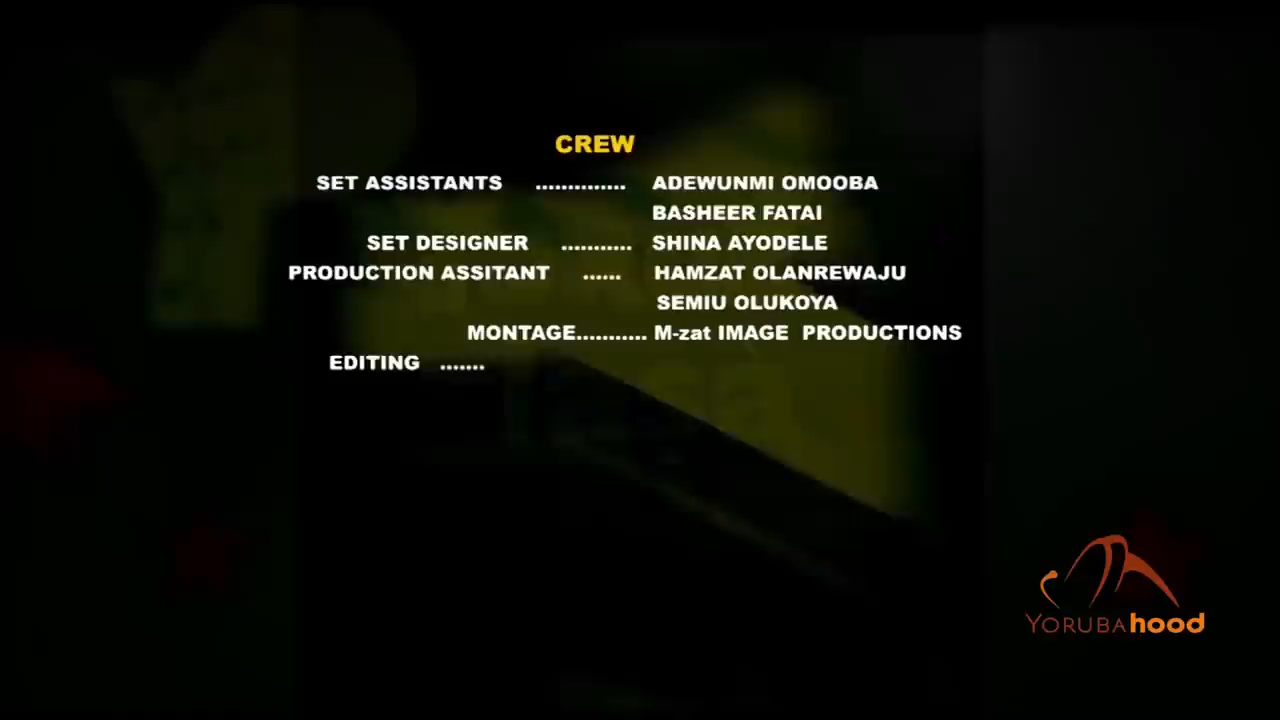 CREW
SET ASSISTANTS .............. ADEWUNMI OMOOBA
BASHEER FATAI
SET DESIGNER ........... SHINA AYODELE
PRODUCTION ASSITANT ...... HAMZAT OLANREWAJU
SEMIU OLUKOYA
MONTAGE........... M-zat IMAGE PRODUCTIONS
EDITING .......
YORUBAhood